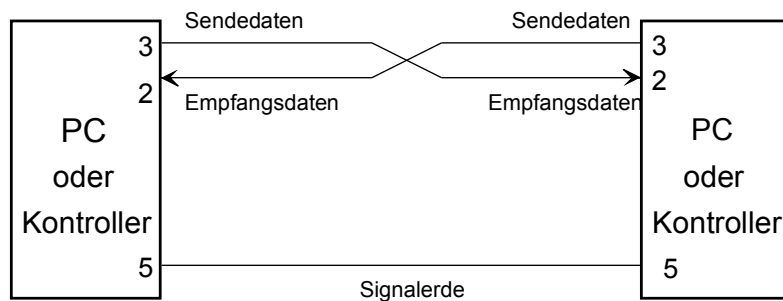 Sendedaten
Sendedaten
3
3
2
2
Empfangsdaten
Empfangsdaten
PC
oder
Kontroller
PC
oder
Kontroller
5
5
Signalerde